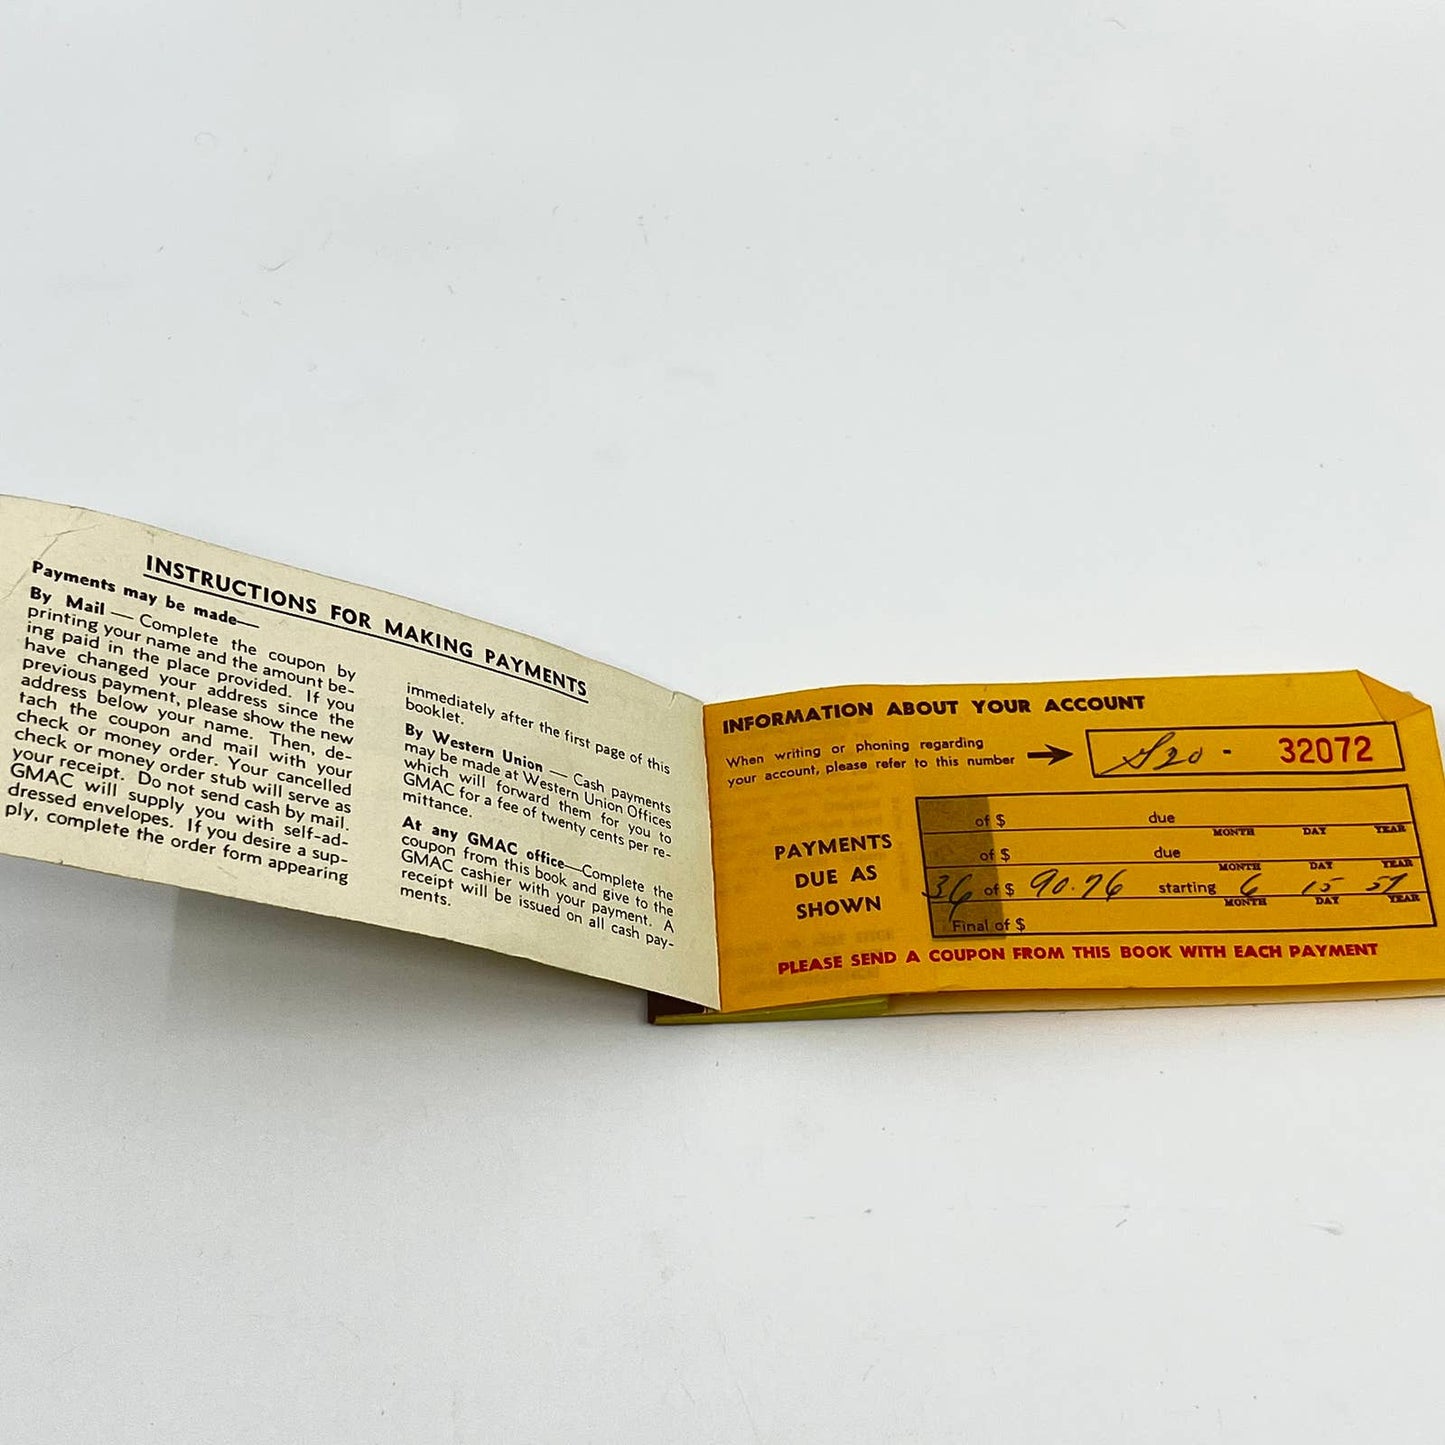 INSTRUCTIONS FOR MAKING PAYMENTS
Payments may be made—
By Mail — Complete the coupon by
printing your name and the amount be-
ing paid in the place provided. If you
have changed your address since the
previous payment, please show the new
address below your name. Then, de-
tach the coupon and mail with your
check or money order. Your cancelled
check or money order stub will serve as
your receipt. Do not send cash by mail.
GMAC will supply you with self-ad-
dressed envelopes. If you desire a sup-
ply, complete the order form appearing
immediately after the first page of this
booklet.
By Western Union — Cash payments
may be made at Western Union Offices
which will forward them for you to
GMAC for a fee of twenty cents per re-
mittance.
At any GMAC office—Complete the
coupon from this book and give to the
GMAC cashier with your payment. A
receipt will be issued on all cash pay-
ments.
INFORMATION ABOUT YOUR ACCOUNT
When writing or phoning regarding
your account, please refer to this number
S20 - 32072
PAYMENTS
DUE AS
SHOWN
of $ due
MONTH DAY YEAR
of $ due
MONTH DAY YEAR
36 of $ 90.76 starting 6 15 57
MONTH DAY YEAR
Final of $
PLEASE SEND A COUPON FROM THIS BOOK WITH EACH PAYMENT